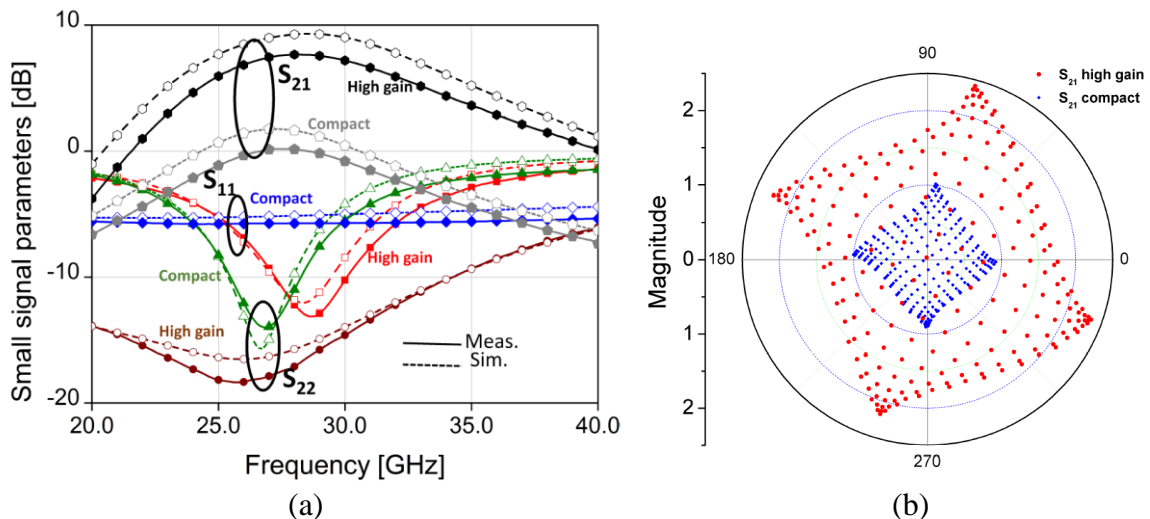 Small signal parameters [dB]
10
0
-10
-20
20.0
25.0
30.0
35.0
40.0
Frequency [GHz]
S21
High gain
Compact
S11
Compact
High gain
Compact
High gain
S22
Meas.
Sim.
(a)
Magnitude
2
1
0
1
2
90
180
0
270
S21 high gain
S21 compact
(b)